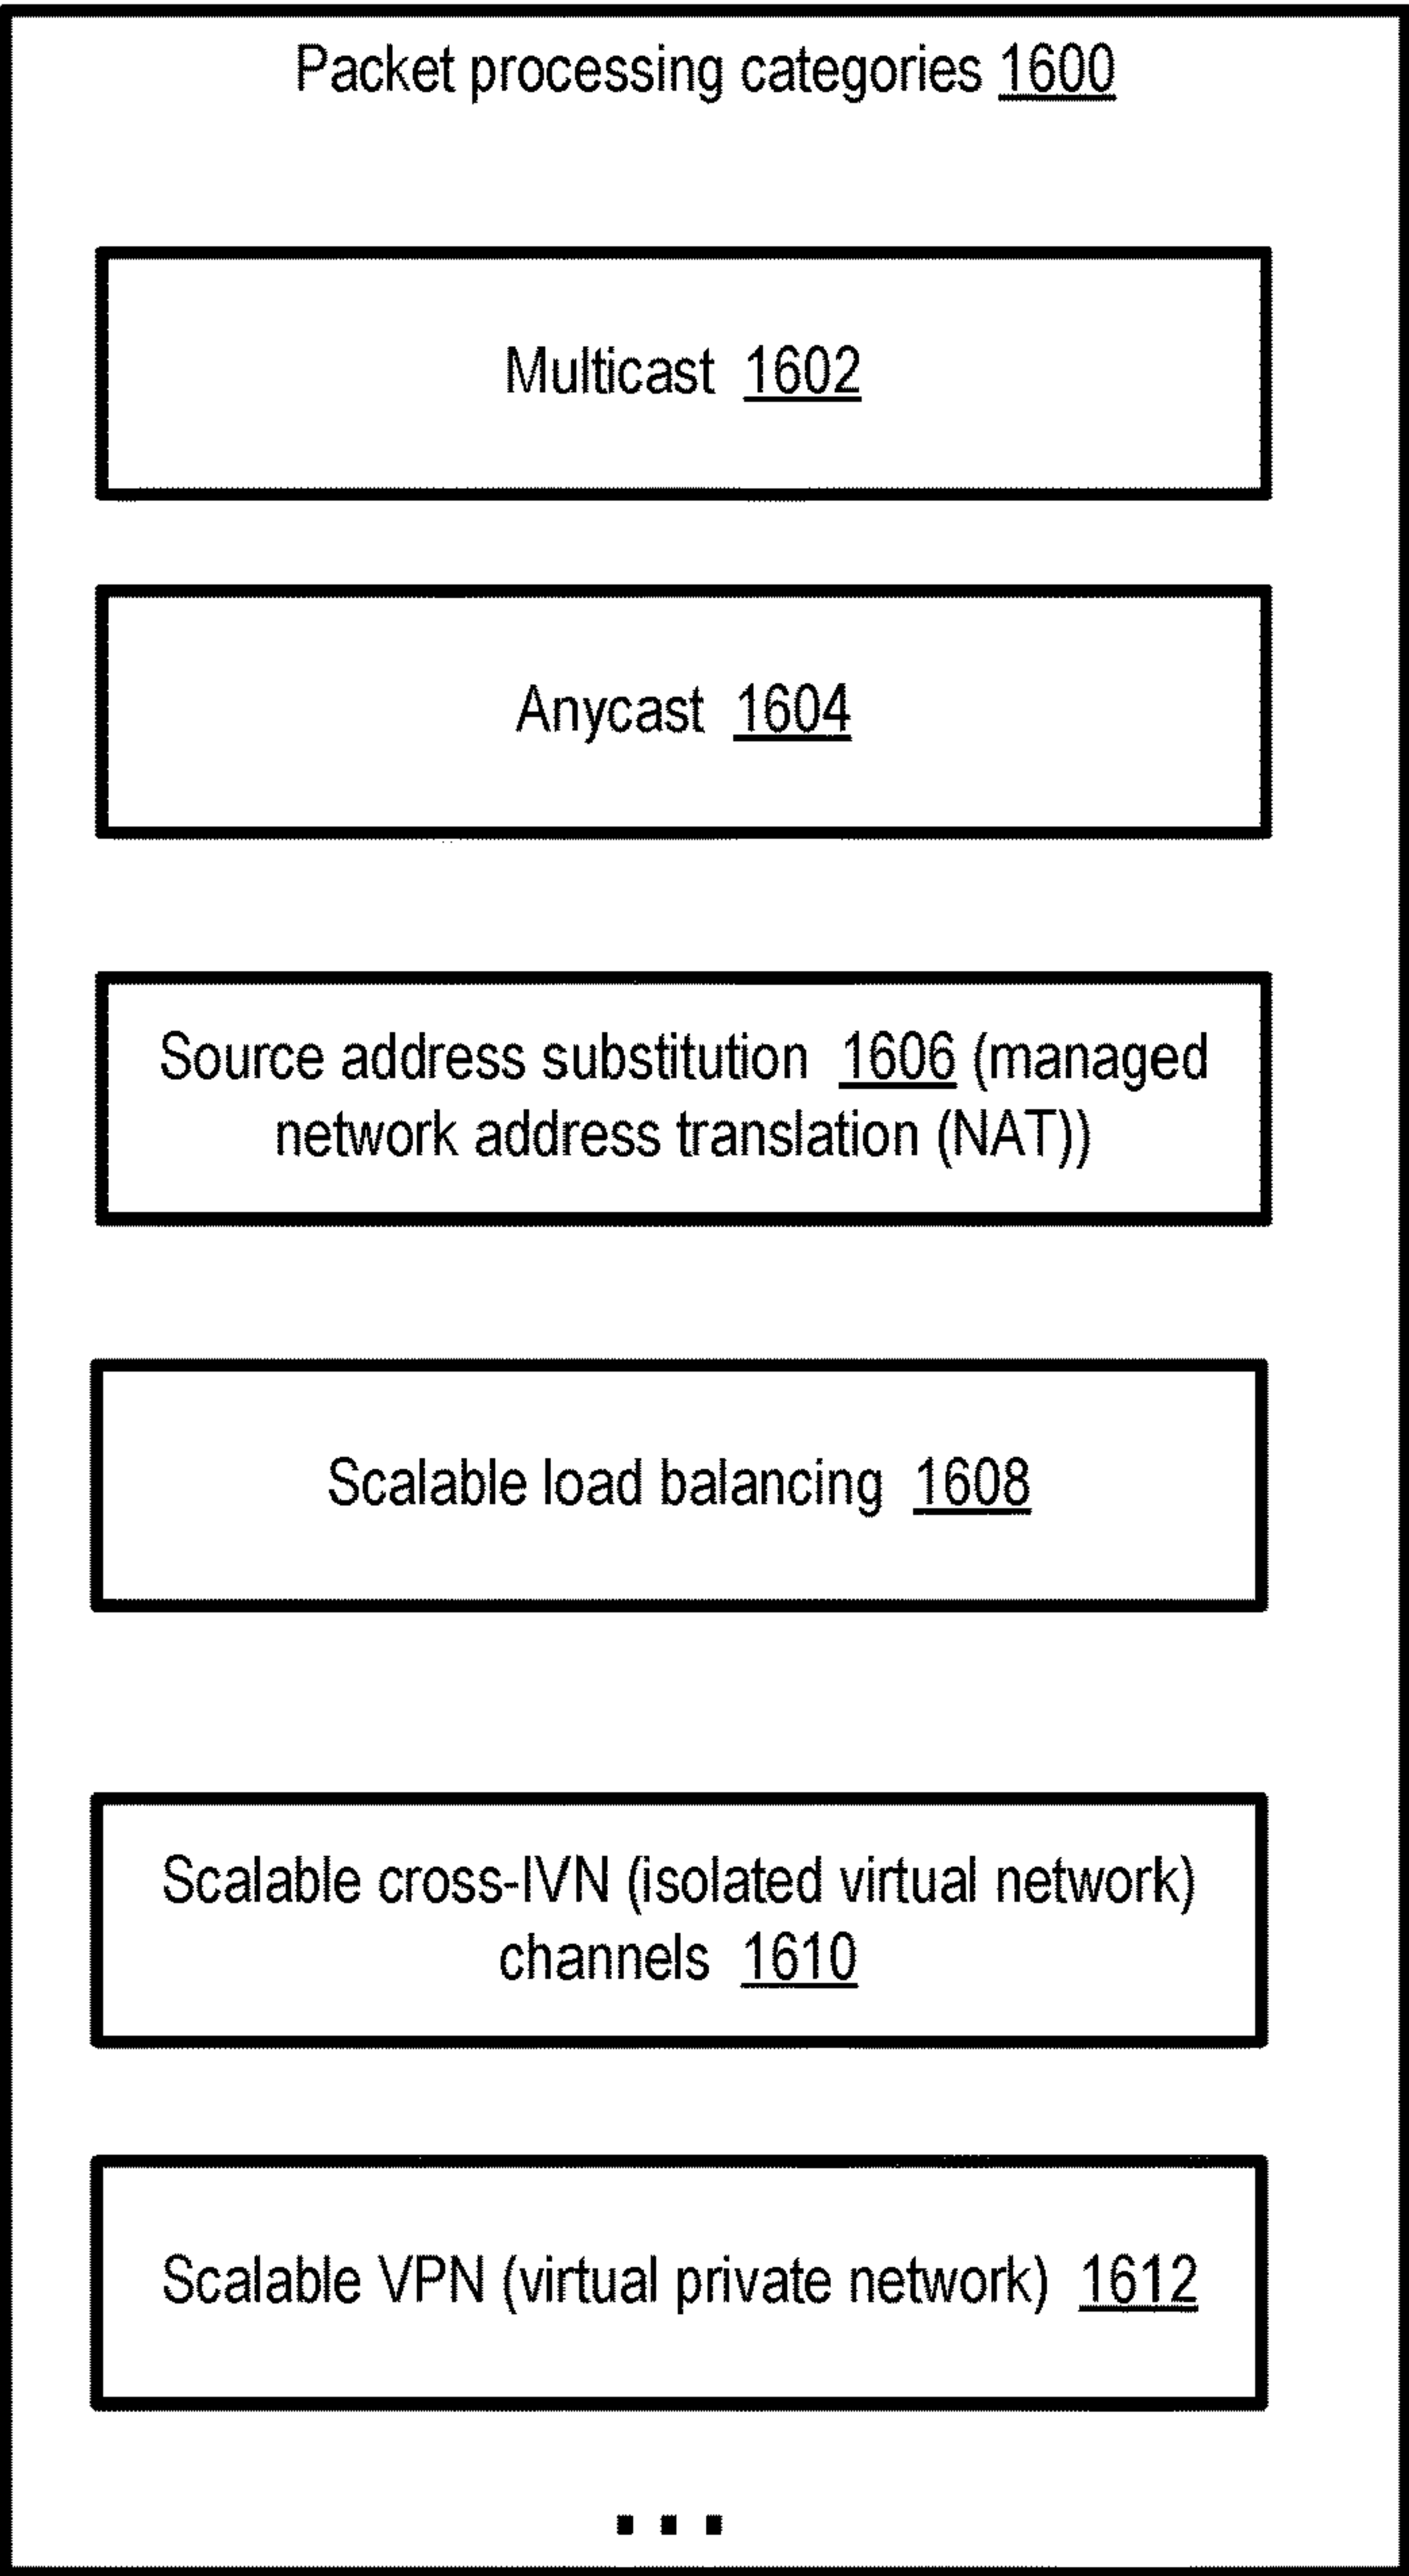 Packet processing categories 1600
Multicast 1602
Anycast 1604
Source address substitution 1606 (managed
network address translation (NAT))
Scalable load balancing 1608
Scalable cross-IVN (isolated virtual network)
channels 1610
Scalable VPN (virtual private network) 1612
...